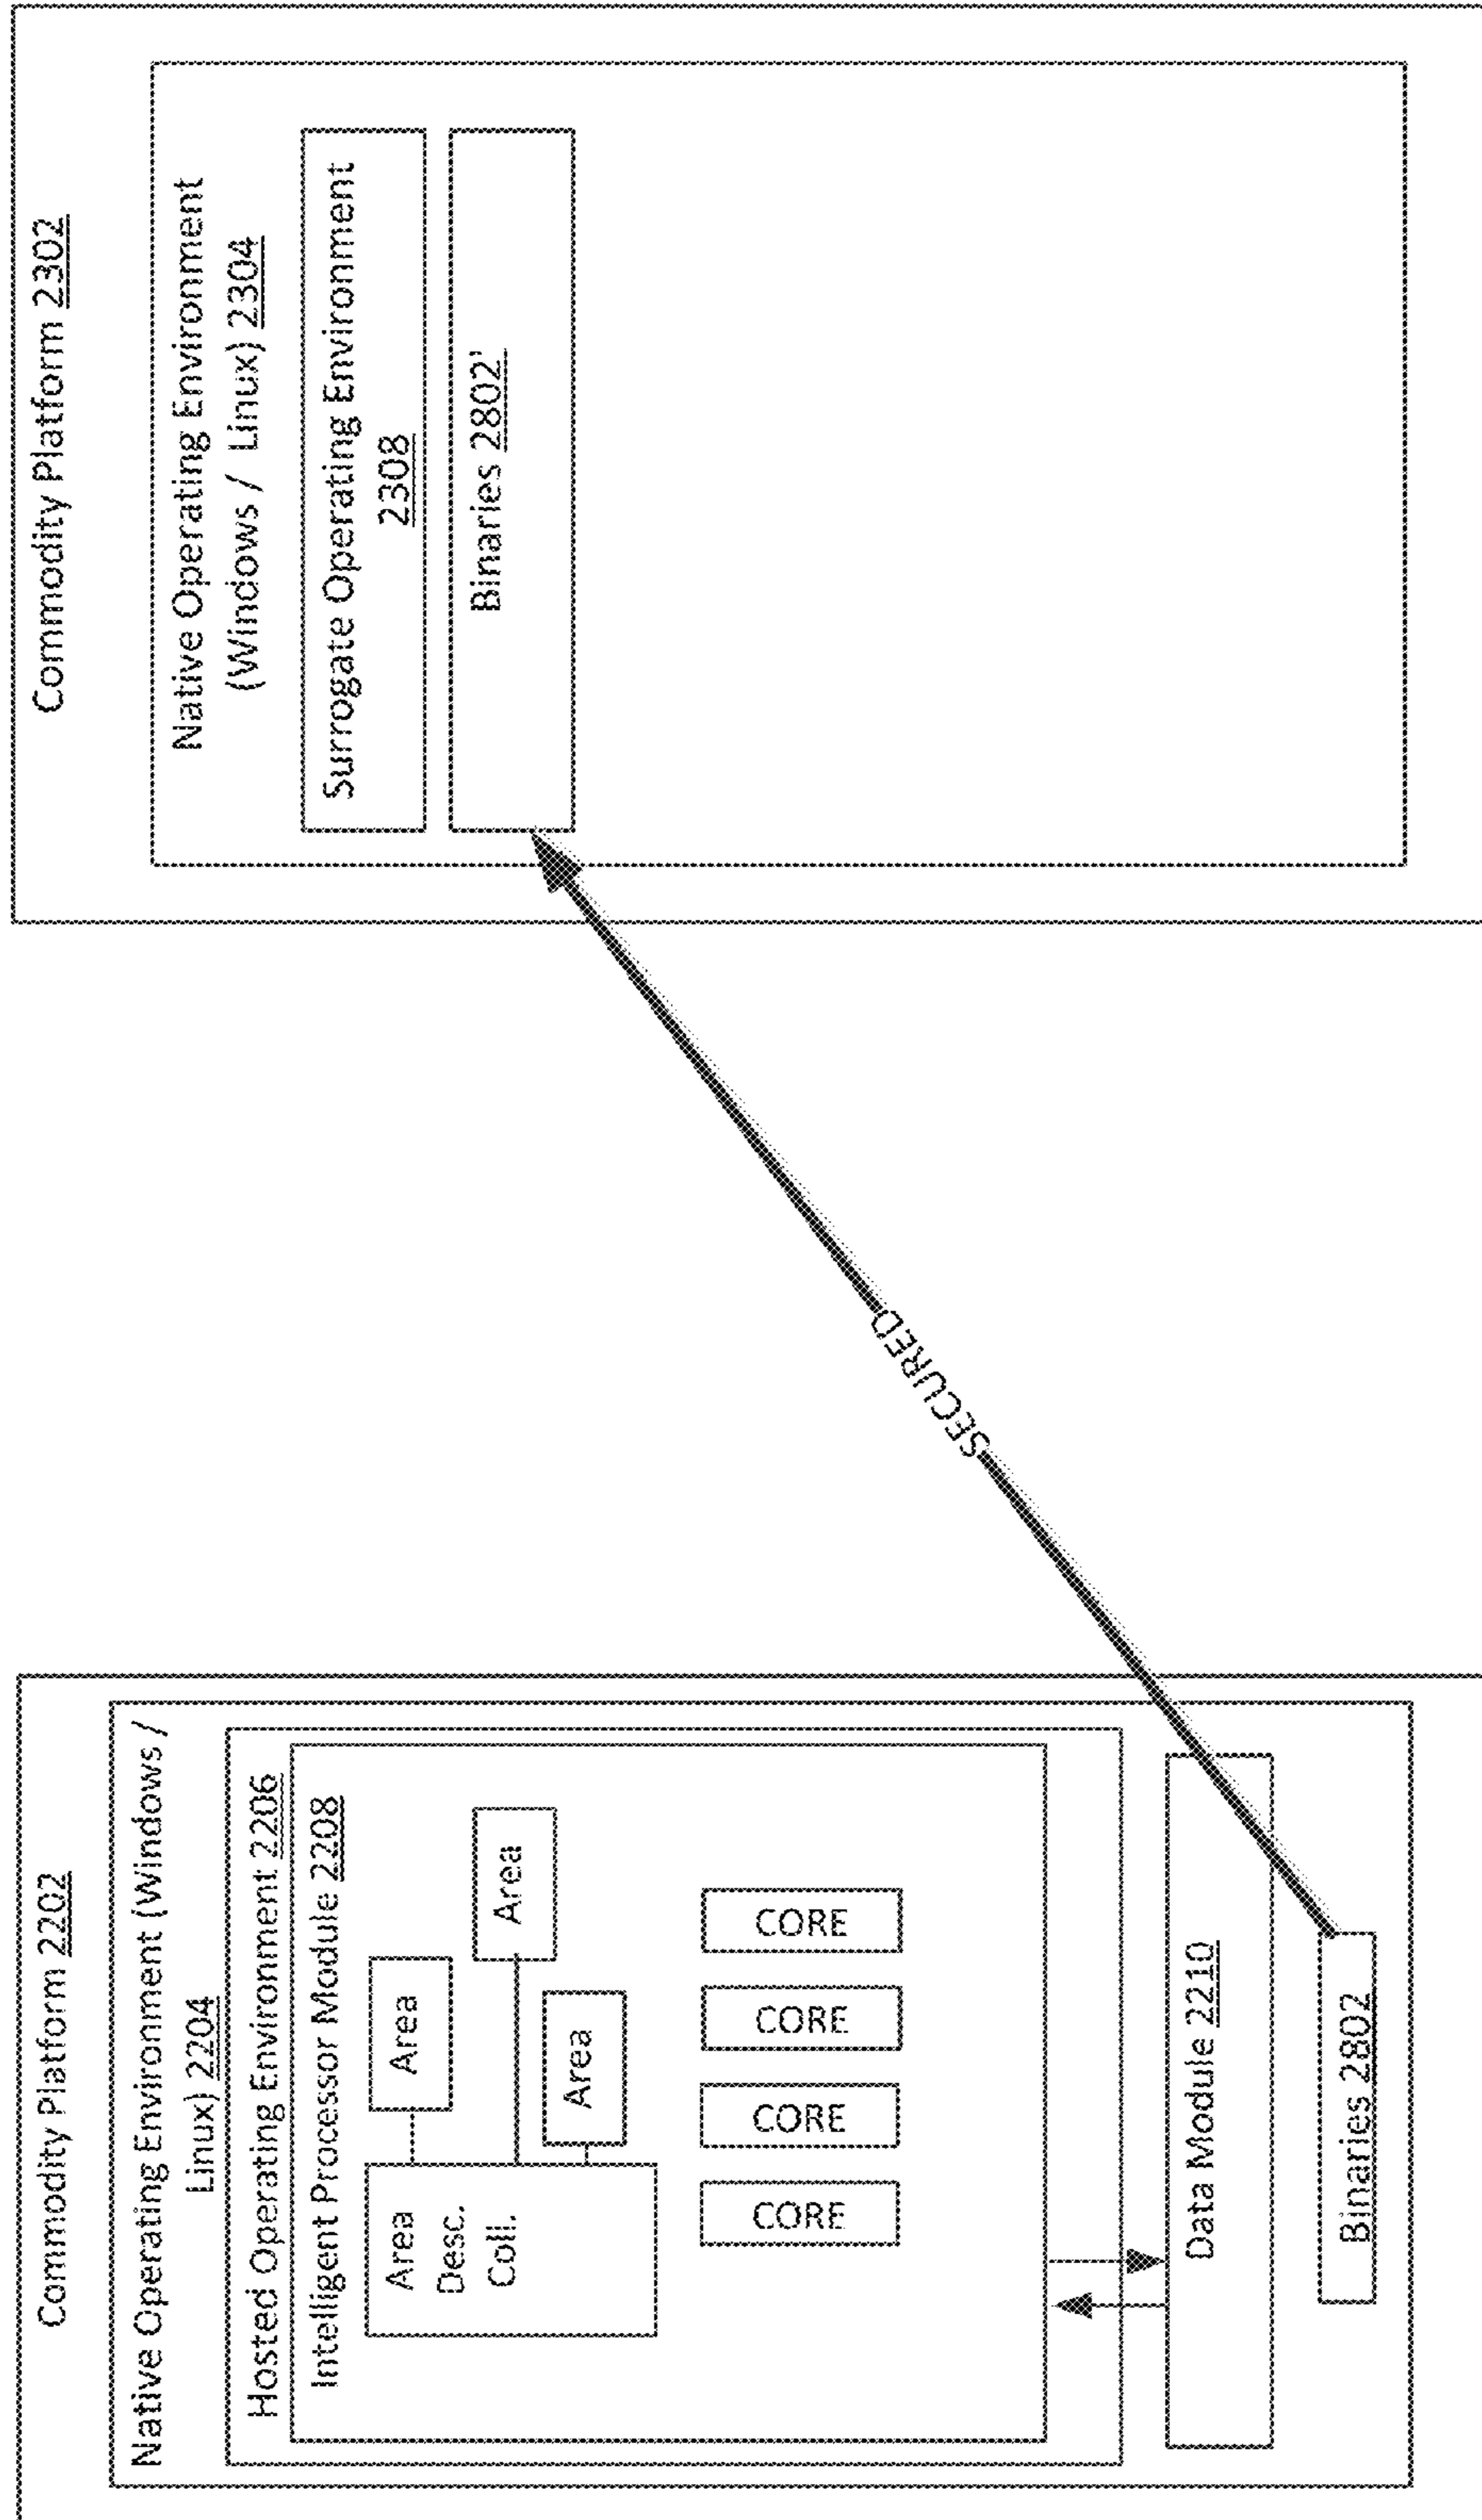 Commodity Platform 2202
Native Operating Environment (Windows /
Linux) 2204
Hosted Operating Environment 2206
Intelligent Processor Module 2208
Area
Desc.
Coll.
Area
Area
Area
CORE
CORE
CORE
CORE
Data Module 2210
Binaries 2802
SECURED
Commodity Platform 2302
Native Operating Environment
(Windows / Linux) 2304
Surrogate Operating Environment
2308
Binaries 2802'